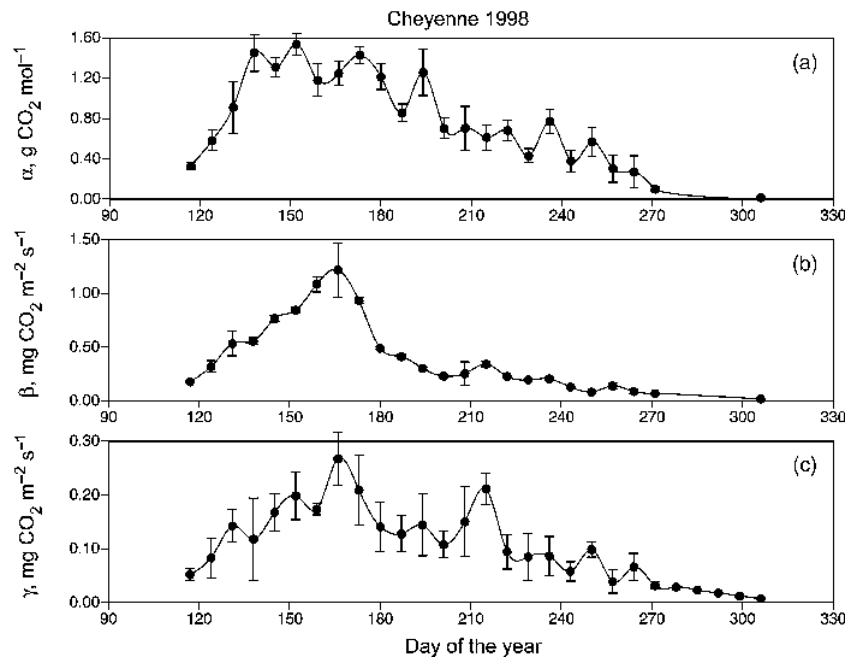 Cheyenne 1998
(a)
α, g CO₂ mol⁻¹
1.60
1.20
0.80
0.40
0.00
90 120 150 180 210 240 270 300 330
(b)
β, mg CO₂ m⁻² s⁻¹
1.50
1.00
0.50
0.00
90 120 150 180 210 240 270 300 330
(c)
γ, mg CO₂ m⁻² s⁻¹
0.30
0.20
0.10
0.00
90 120 150 180 210 240 270 300 330
Day of the year